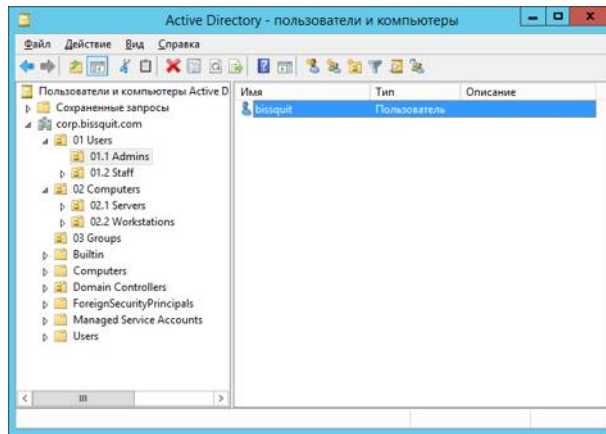 Active Directory - пользователи и компьютеры
Файл Действие Вид Справка
Пользователи и компьютеры Active D
Сохраненные запросы
corp.bissquit.com
01 Users
01.1 Admins
01.2 Staff
02 Computers
02.1 Servers
02.2 Workstations
03 Groups
Builtin
Computers
Domain Controllers
ForeignSecurityPrincipals
Managed Service Accounts
Users
Имя Тип Описание
bissquit Пользователь